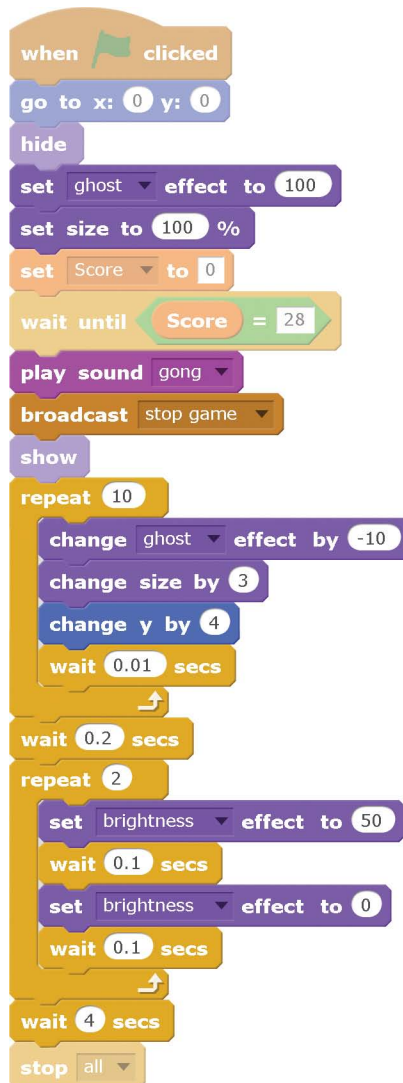 when clicked
go to x: 0 y: 0
hide
set ghost effect to 100
set size to 100 %
set Score to 0
wait until Score = 28
play sound gong
broadcast stop game
show
repeat 10
change ghost effect by -10
change size by 3
change y by 4
wait 0.01 secs
wait 0.2 secs
repeat 2
set brightness effect to 50
wait 0.1 secs
set brightness effect to 0
wait 0.1 secs
wait 4 secs
stop all